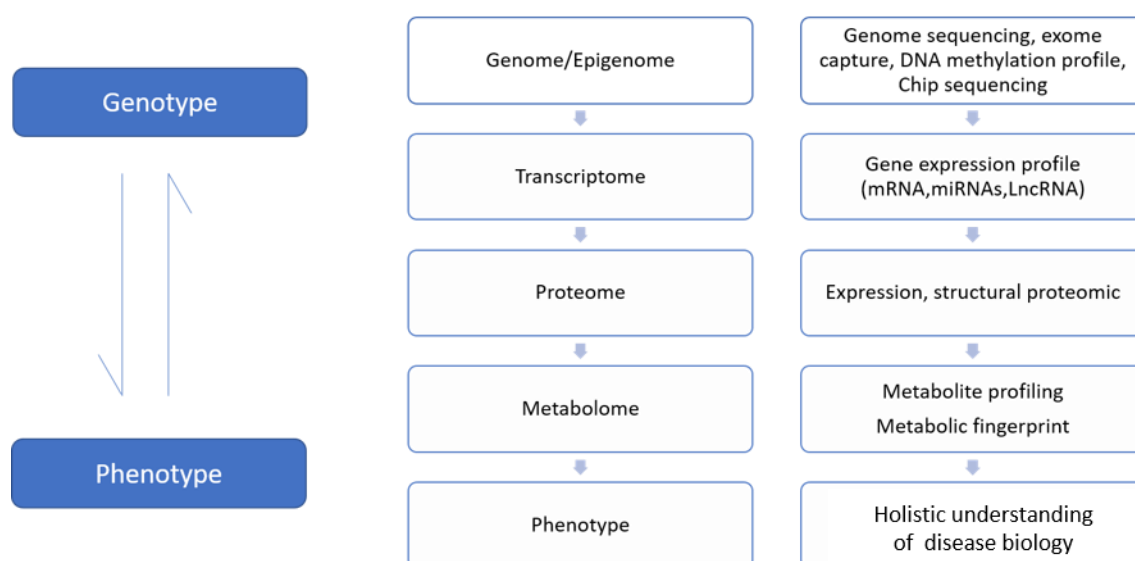 Genotype
Phenotype
Genome/Epigenome
Transcriptome
Proteome
Metabolome
Phenotype
Genome sequencing, exome
capture, DNA methylation profile,
Chip sequencing
Gene expression profile
(mRNA,miRNAs,LncRNA)
Expression, structural proteomic
Metabolite profiling
Metabolic fingerprint
Holistic understanding
of disease biology